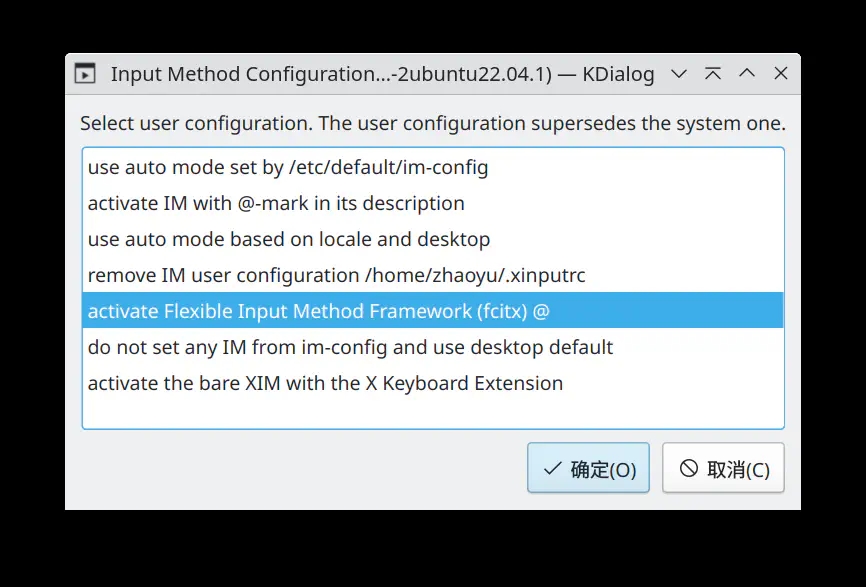 Input Method Configuration...-2ubuntu22.04.1) — KDialog
Select user configuration. The user configuration supersedes the system one.
use auto mode set by /etc/default/im-config
activate IM with @-mark in its description
use auto mode based on locale and desktop
remove IM user configuration /home/zhaoyu/.xinputrc
activate Flexible Input Method Framework (fcitx) @
do not set any IM from im-config and use desktop default
activate the bare XIM with the X Keyboard Extension
确定(O) 取消(C)